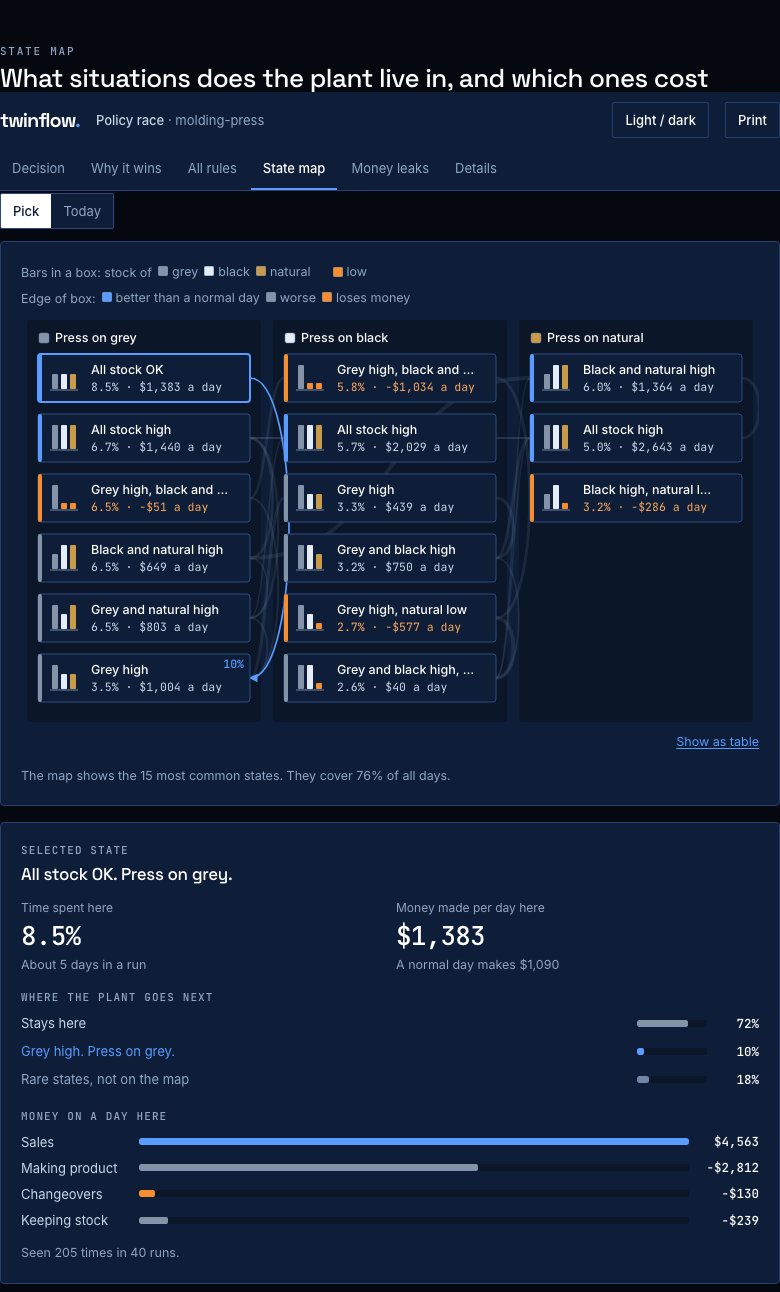 STATE MAP
What situations does the plant live in, and which ones cost
twinflow. Policy race · molding-press Light / dark Print
Decision Why it wins All rules State map Money leaks Details
Pick Today
Bars in a box: stock of grey black natural low
Edge of box: better than a normal day worse loses money
Press on grey
All stock OK
8.5% · $1,383 a day
All stock high
6.7% · $1,440 a day
Grey high, black and ...
6.5% · -$51 a day
Black and natural high
6.5% · $649 a day
Grey and natural high
6.5% · $803 a day
Grey high 10%
3.5% · $1,004 a day
Press on black
Grey high, black and ...
5.8% · -$1,034 a day
All stock high
5.7% · $2,029 a day
Grey high
3.3% · $439 a day
Grey and black high
3.2% · $750 a day
Grey high, natural low
2.7% · -$577 a day
Grey and black high, ...
2.6% · $40 a day
Press on natural
Black and natural high
6.0% · $1,364 a day
All stock high
5.0% · $2,643 a day
Black high, natural l...
3.2% · -$286 a day
Show as table
The map shows the 15 most common states. They cover 76% of all days.
SELECTED STATE
All stock OK. Press on grey.
Time spent here
8.5%
About 5 days in a run
Money made per day here
$1,383
A normal day makes $1,090
WHERE THE PLANT GOES NEXT
Stays here 72%
Grey high. Press on grey. 10%
Rare states, not on the map 18%
MONEY ON A DAY HERE
Sales $4,563
Making product -$2,812
Changeovers -$130
Keeping stock -$239
Seen 205 times in 40 runs.